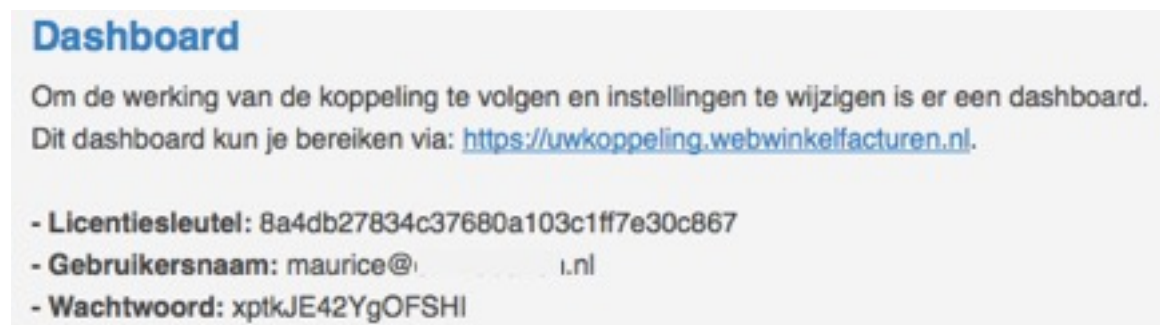 Dashboard
Om de werking van de koppeling te volgen en instellingen te wijzigen is er een dashboard.
Dit dashboard kun je bereiken via: https://uwkoppeling.webwinkelfacturen.nl.
- Licentiesleutel: 8a4db27834c37680a103c1ff7e30c867
- Gebruikersnaam: maurice@ .nl
- Wachtwoord: xptkJE42YgOFSHI